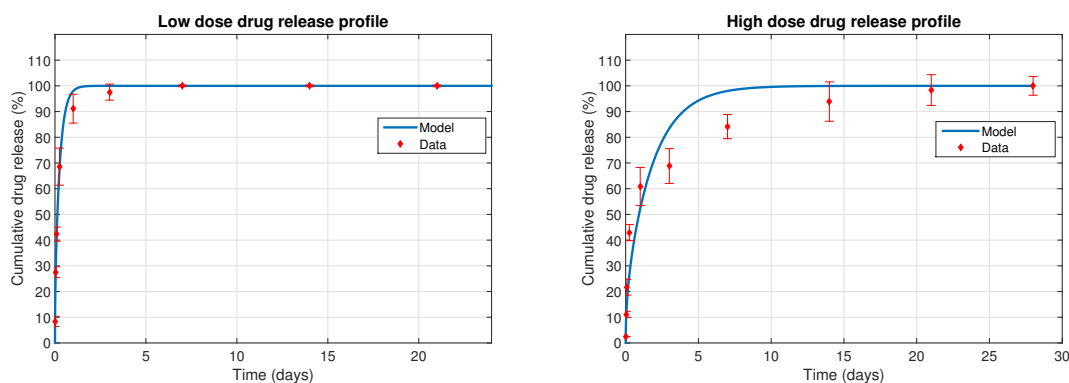 Low dose drug release profile
110
100
90
80
70
60
50
40
30
20
10
0
Cumulative drug release (%)
Model
Data
0 5 10 15 20
Time (days)
High dose drug release profile
110
100
90
80
70
60
50
40
30
20
10
0
Cumulative drug release (%)
Model
Data
0 5 10 15 20 25 30
Time (days)